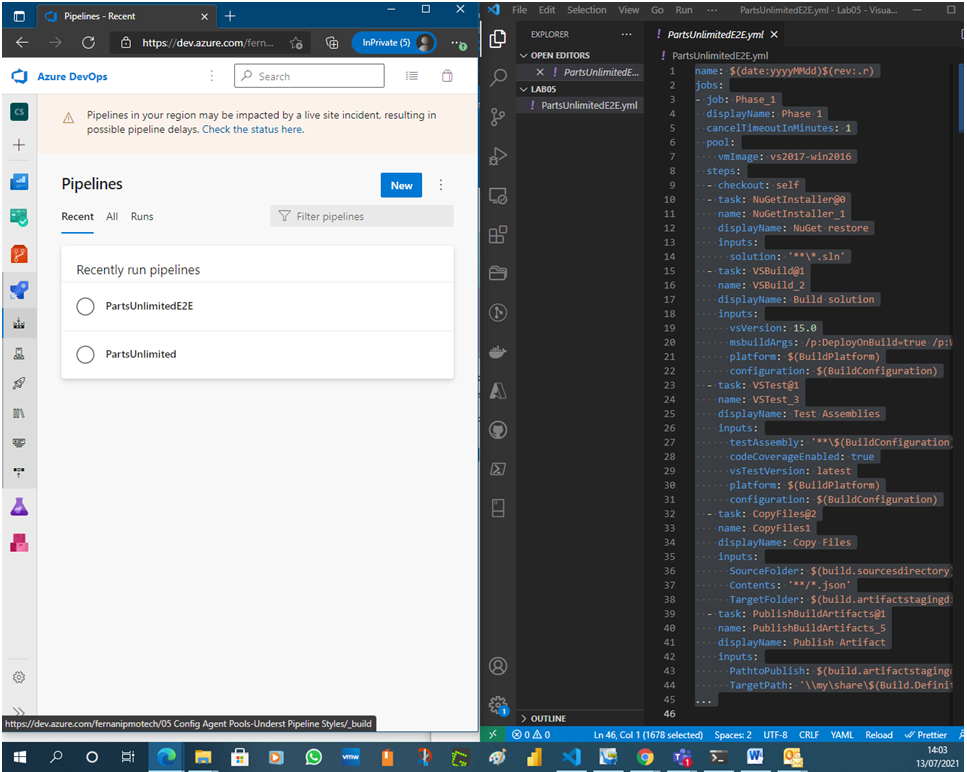 Pipelines - Recent
https://dev.azure.com/fern...
InPrivate (5)
Azure DevOps
Search
CS
Pipelines in your region may be impacted by a live site incident, resulting in
possible pipeline delays. Check the status here.
Pipelines
New
Recent
All
Runs
Filter pipelines
Recently run pipelines
PartsUnlimitedE2E
PartsUnlimited
https://dev.azure.com/fernanipmotech/05 Config Agent Pools-Underst Pipeline Styles/_build
File Edit Selection View Go Run ... PartsUnlimitedE2E.yml - Lab05 - Visua...
EXPLORER ...
OPEN EDITORS
! PartsUnlimitedE...
LAB05
! PartsUnlimitedE2E.yml
OUTLINE
! PartsUnlimitedE2E.yml
! PartsUnlimitedE2E.yml
1 name: $(date:yyyyMMdd)$(rev:.r)
2 jobs:
3 - job: Phase_1
4 displayName: Phase 1
5 cancelTimeoutInMinutes: 1
6 pool:
7 vmImage: vs2017-win2016
8 steps:
9 - checkout: self
10 - task: NuGetInstaller@0
11 name: NuGetInstaller_1
12 displayName: NuGet restore
13 inputs:
14 solution: '**\*.sln'
15 - task: VSBuild@1
16 name: VSBuild_2
17 displayName: Build solution
18 inputs:
19 vsVersion: 15.0
20 msbuildArgs: /p:DeployOnBuild=true /p:W
21 platform: $(BuildPlatform)
22 configuration: $(BuildConfiguration)
23 - task: VSTest@1
24 name: VSTest_3
25 displayName: Test Assemblies
26 inputs:
27 testAssembly: '**\$(BuildConfiguration)
28 codeCoverageEnabled: true
29 vsTestVersion: latest
30 platform: $(BuildPlatform)
31 configuration: $(BuildConfiguration)
32 - task: CopyFiles@2
33 name: CopyFiles1
34 displayName: Copy Files
35 inputs:
36 SourceFolder: $(build.sourcesdirectory)
37 Contents: '**/*.json'
38 TargetFolder: $(build.artifactstagingdi
39 - task: PublishBuildArtifacts@1
40 name: PublishBuildArtifacts_5
41 displayName: Publish Artifact
42 inputs:
43 PathtoPublish: $(build.artifactstaging
44 TargetPath: '\\my\share\$(Build.Definit
45 ...
46
1
0 0 Ln 46, Col 1 (1678 selected) Spaces: 2 UTF-8 CRLF YAML Reload Prettier
vmw
14:03
13/07/2021